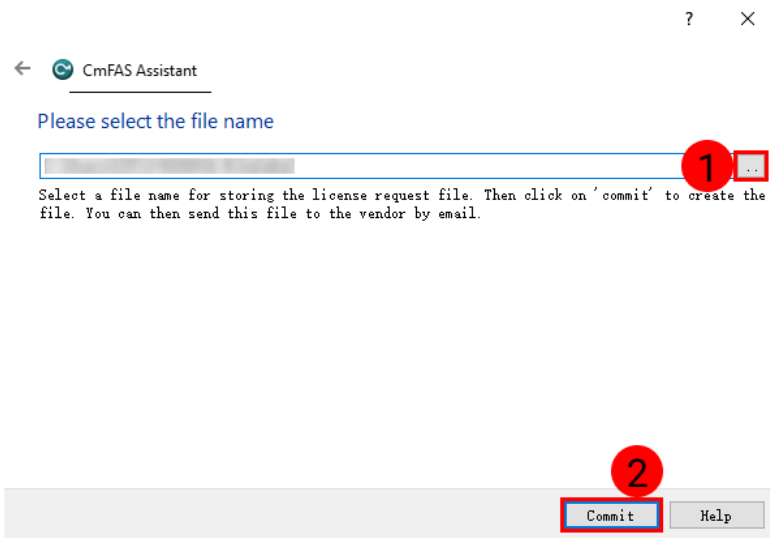 ?
CmFAS Assistant
Please select the file name
1
..
Select a file name for storing the license request file. Then click on 'commit' to create the
file. You can then send this file to the vendor by email.
2
Commit
Help